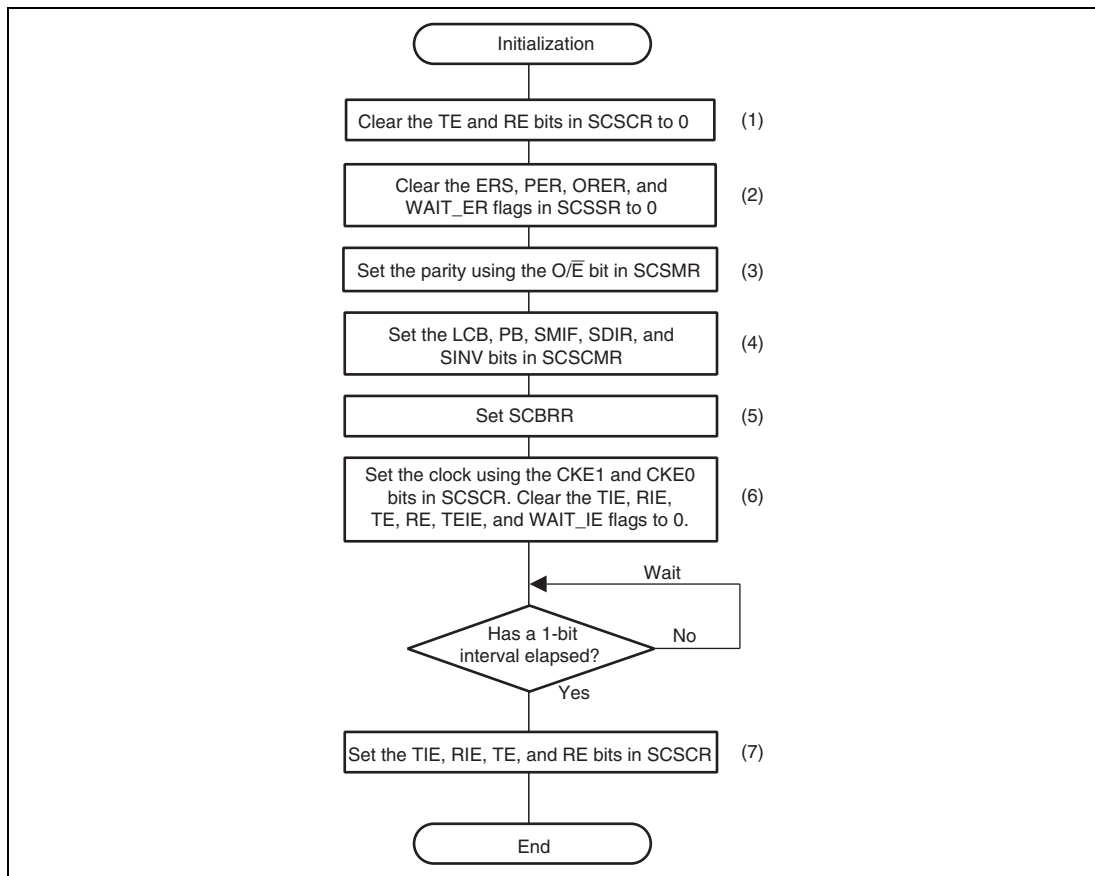 Initialization
Clear the TE and RE bits in SCSCR to 0
(1)
Clear the ERS, PER, ORER, and
WAIT_ER flags in SCSSR to 0
(2)
Set the parity using the O/E̅ bit in SCSMR
(3)
Set the LCB, PB, SMIF, SDIR, and
SINV bits in SCSCMR
(4)
Set SCBRR
(5)
Set the clock using the CKE1 and CKE0
bits in SCSCR. Clear the TIE, RIE,
TE, RE, TEIE, and WAIT_IE flags to 0.
(6)
Wait
Has a 1-bit
interval elapsed?
No
Yes
Set the TIE, RIE, TE, and RE bits in SCSCR
(7)
End